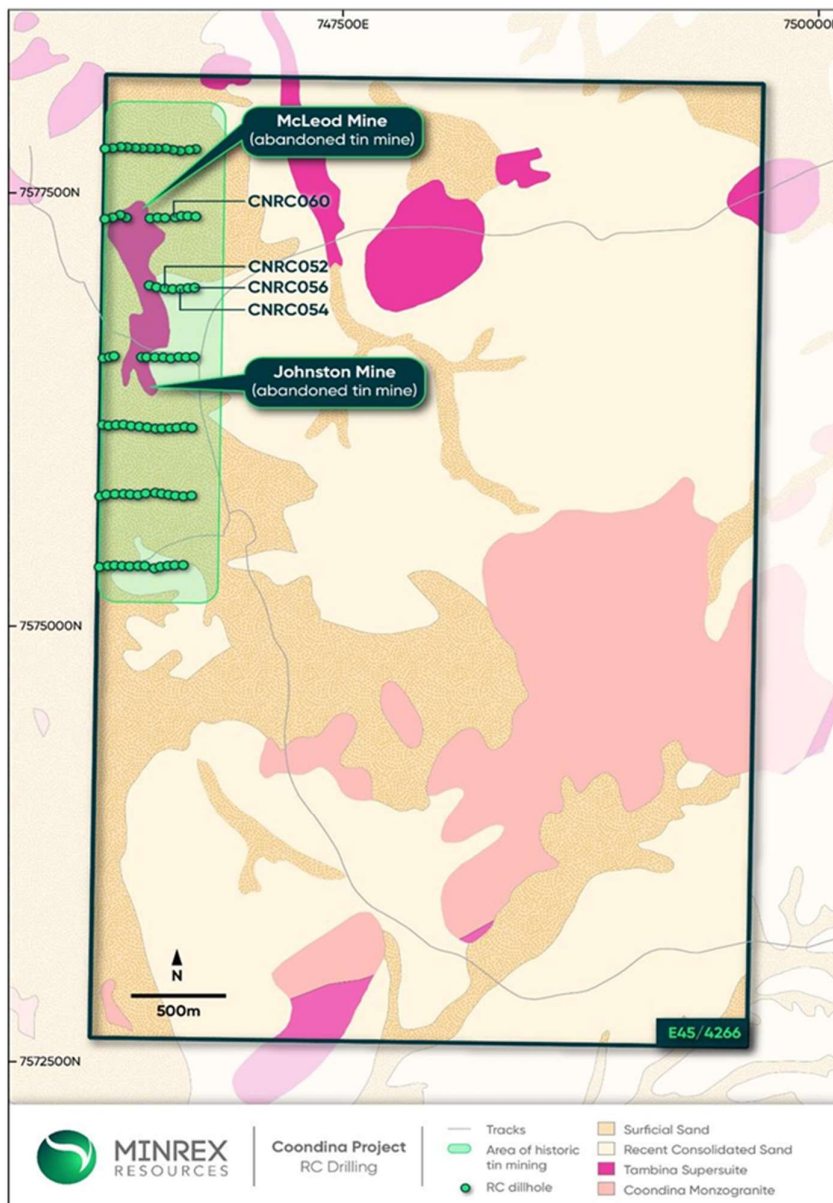 747500E
750000
McLeod Mine
(abandoned tin mine)
7577500N
CNRC060
CNRC052
CNRC056
CNRC054
Johnston Mine
(abandoned tin mine)
7575000N
N
500m
E45/4266
7572500N
MINREX
RESOURCES
Coondina Project
RC Drilling
Tracks
Area of historic
tin mining
RC dillhole
Surficial Sand
Recent Consolidated Sand
Tambina Supersuite
Coondina Monzogranite